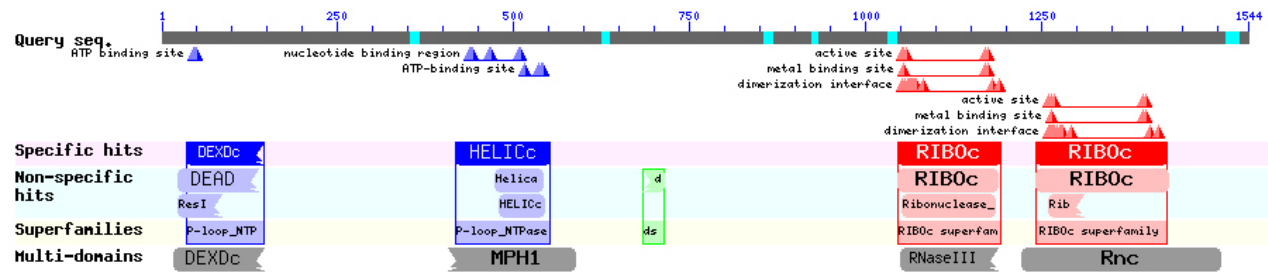 1 250 500 750 1000 1250 1544
Query seq.
ATP binding site nucleotide binding region active site
ATP-binding site metal binding site
dimerization interface
active site
metal binding site
dimerization interface
Specific hits DEXDc HELICc RIBOc RIBOc
Non-specific hits DEAD Helica d RIBOc RIBOc
ResI HELICc Ribonuclease_ Rib
Superfamilies P-loop_NTP P-loop_NTPase ds RIBOc superfam RIBOc superfamily
Multi-domains DEXDc MPH1 RNaseIII Rnc